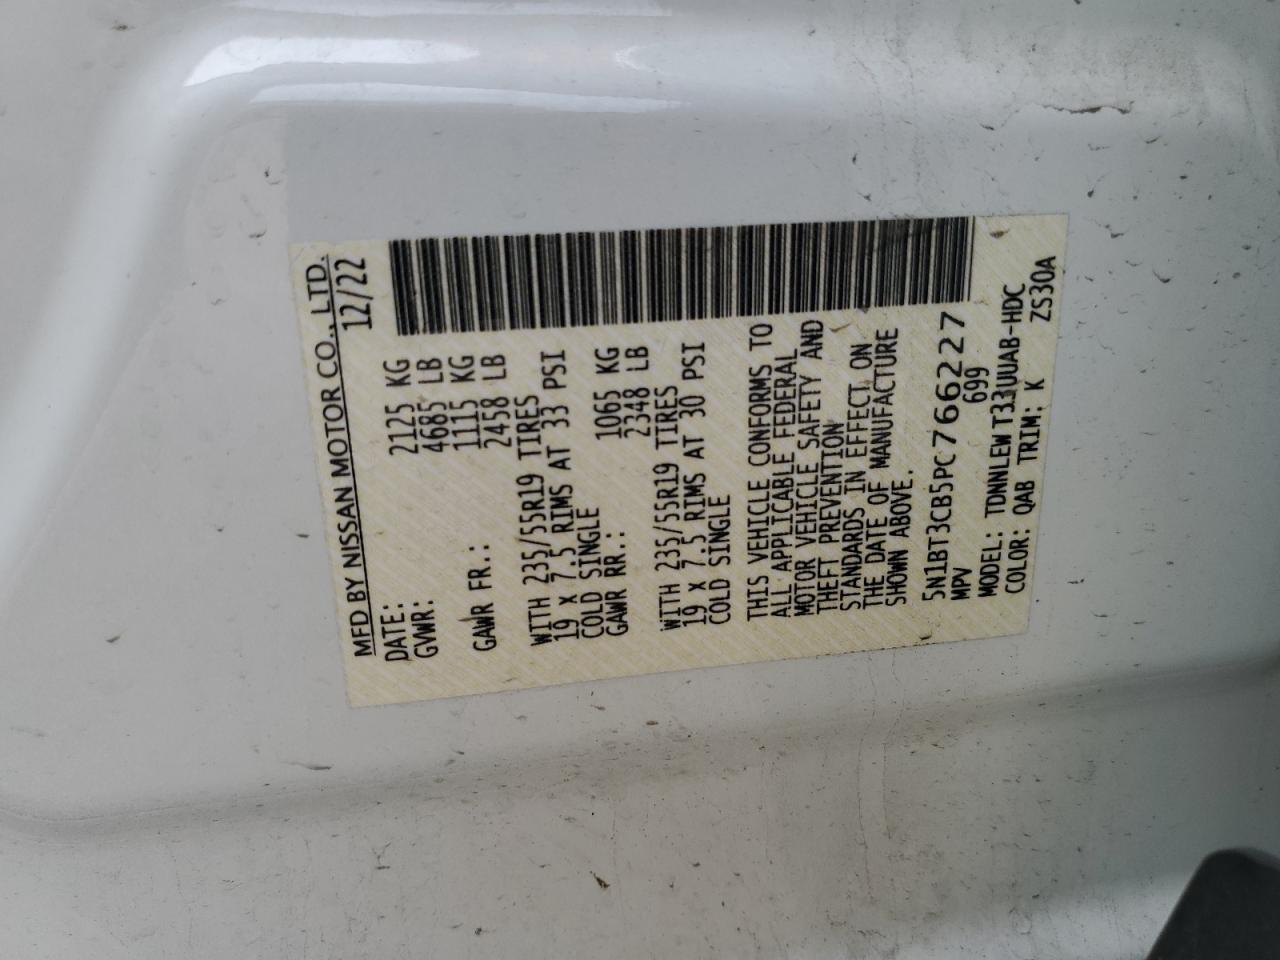 MFD BY NISSAN MOTOR CO., LTD.
DATE: 12/22
GVWR: 2125 KG
4685 LB
GAWR FR.: 1115 KG
2458 LB
WITH 235/55R19 TIRES
19 X 7.5 RIMS AT 33 PSI
COLD SINGLE
GAWR RR.: 1065 KG
2348 LB
WITH 235/55R19 TIRES
19 X 7.5 RIMS AT 30 PSI
COLD SINGLE
THIS VEHICLE CONFORMS TO
ALL APPLICABLE FEDERAL
MOTOR VEHICLE SAFETY AND
THEFT PREVENTION
STANDARDS IN EFFECT ON
THE DATE OF MANUFACTURE
SHOWN ABOVE.
5N1BT3CB5PC766227
MPV 699
MODEL: TDNNLEW T33UUAB-HDC
COLOR: QAB TRIM: K ZS30A